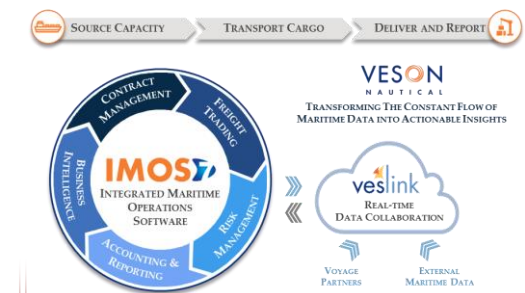 SOURCE CAPACITY
TRANSPORT CARGO
DELIVER AND REPORT
CONTRACT
MANAGEMENT
FREIGHT
TRADING
RISK
MANAGEMENT
ACCOUNTING &
REPORTING
BUSINESS
INTELLIGENCE
IMOS7
INTEGRATED MARITIME
OPERATIONS
SOFTWARE
VESON
NAUTICAL
TRANSFORMING THE CONSTANT FLOW OF
MARITIME DATA INTO ACTIONABLE INSIGHTS
veslink
REAL-TIME
DATA COLLABORATION
VOYAGE
PARTNERS
EXTERNAL
MARITIME DATA